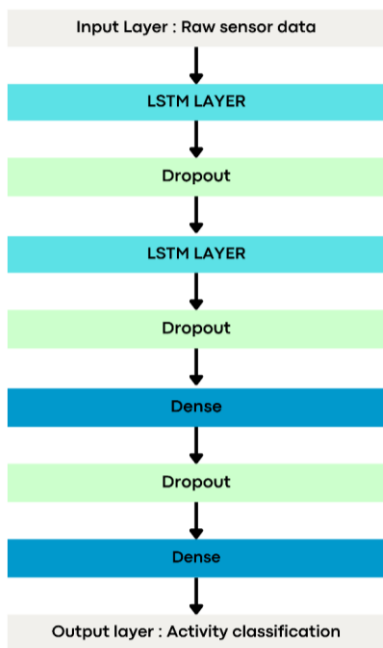 Input Layer : Raw sensor data
LSTM LAYER
Dropout
LSTM LAYER
Dropout
Dense
Dropout
Dense
Output layer : Activity classification